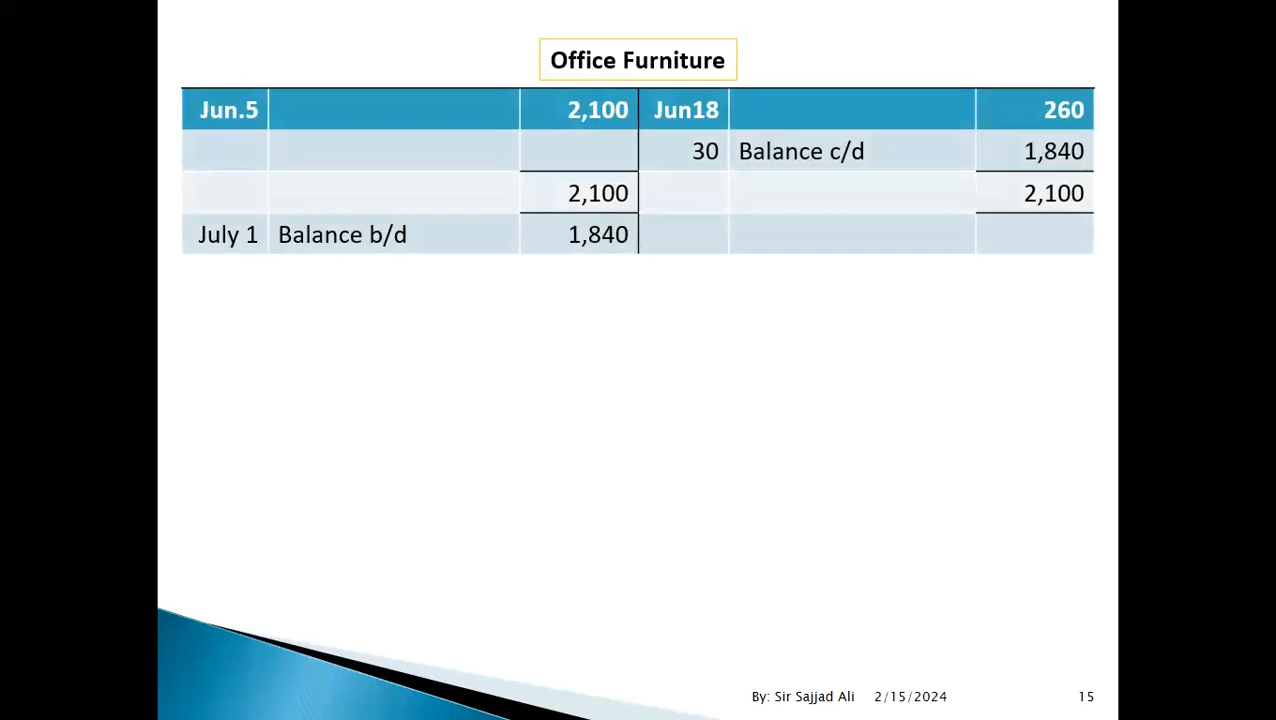 Office Furniture
Jun.5 2,100 Jun18 260
30 Balance c/d 1,840
2,100 2,100
July 1 Balance b/d 1,840
By: Sir Sajjad Ali 2/15/2024 15